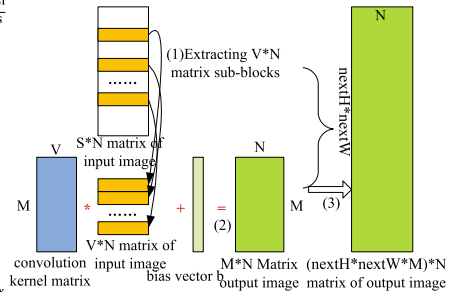 N
(1)Extracting V*N
matrix sub-blocks
......
nextH*nextW
S*N matrix of
input image
V
N
M
*
......
+
=
(2)
M
(3)
V*N matrix of
input image
convolution
kernel matrix
bias vector b
M*N Matrix
output image
(nextH*nextW*M)*N
matrix of output image